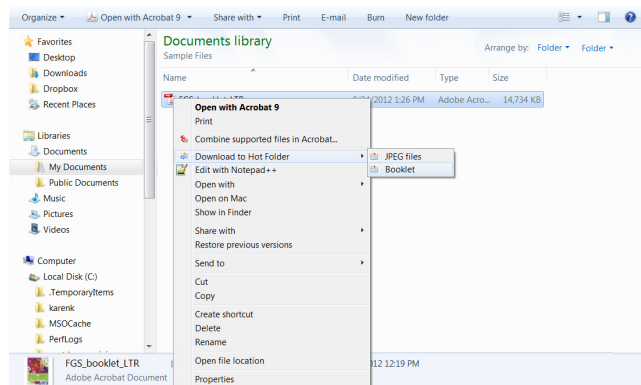 Organize Open with Acrobat 9 Share with Print E-mail Burn New folder
Favorites
Desktop
Downloads
Dropbox
Recent Places
Libraries
Documents
My Documents
Public Documents
Music
Pictures
Videos
Computer
Local Disk (C:)
.TemporaryItems
karenk
MSOCache
PerfLogs
Documents library
Sample Files
Arrange by: Folder Folder
Name Date modified Type Size
2012 1:26 PM Adobe Acro... 14,734 KB
Open with Acrobat 9
Print
Combine supported files in Acrobat...
Download to Hot Folder
Edit with Notepad++
Open with
Open on Mac
Show in Finder
Share with
Restore previous versions
Send to
Cut
Copy
Create shortcut
Delete
Rename
Open file location
Properties
JPEG files
Booklet
FGS_booklet_LTR
Adobe Acrobat Document
12:19 PM